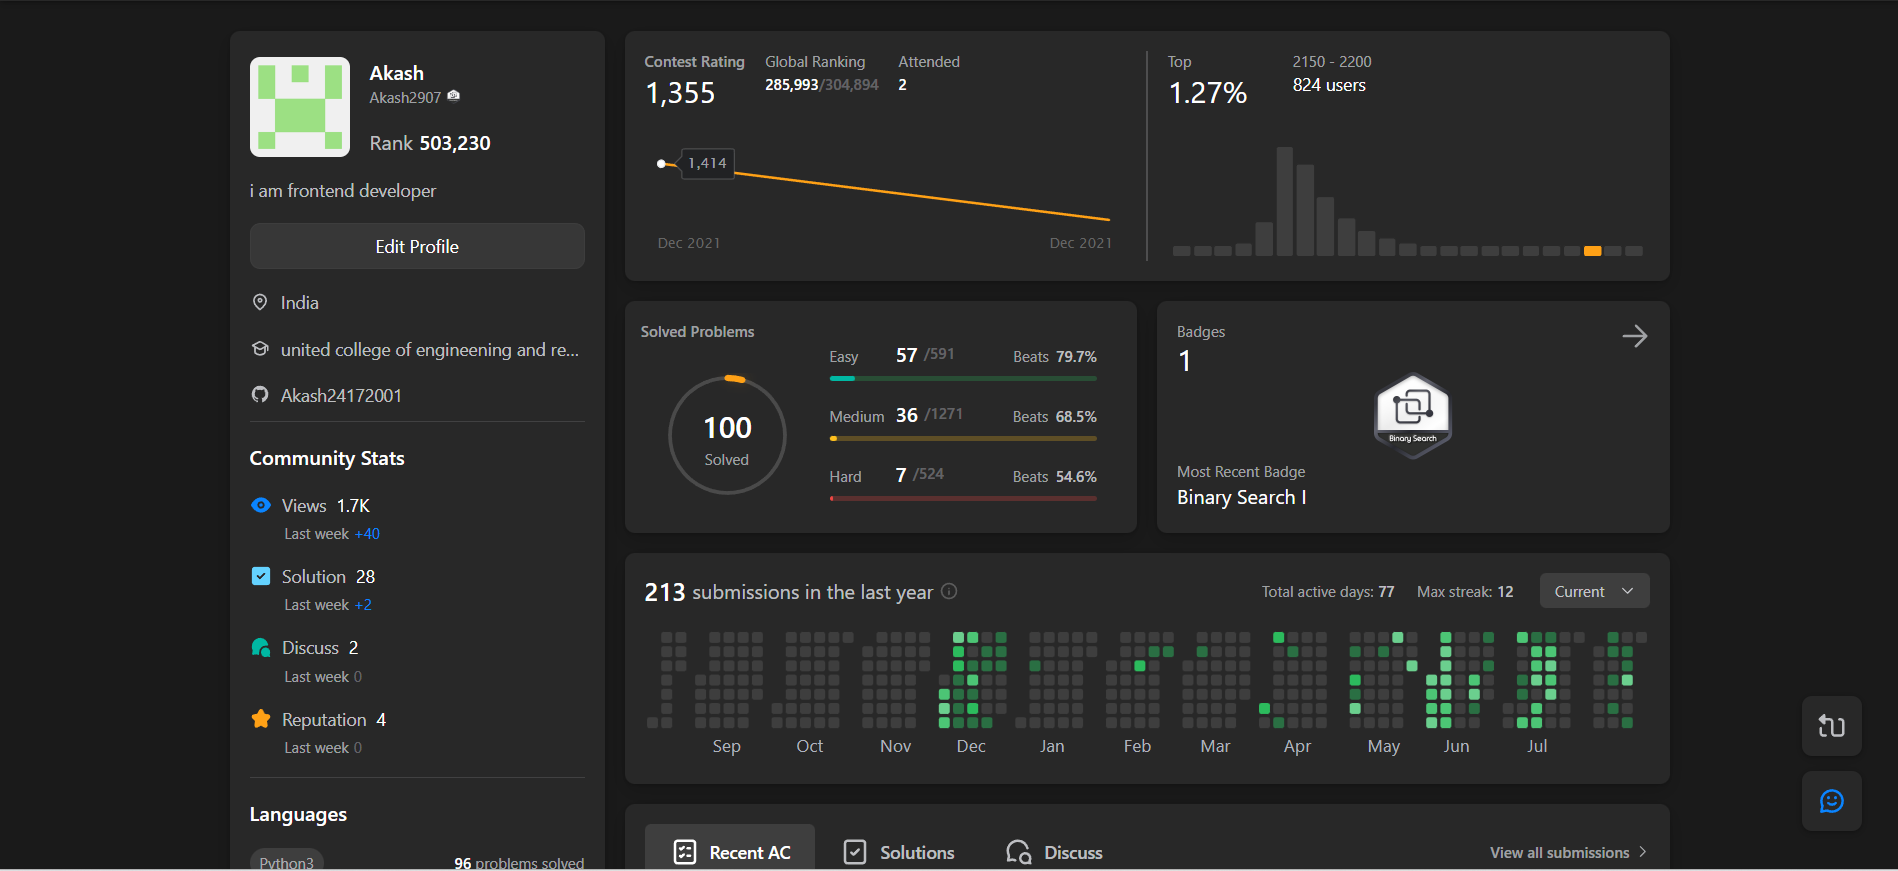 Akash
Akash2907
Rank 503,230
i am frontend developer
Edit Profile
India
united college of engineening and re...
Akash24172001
Community Stats
Views 1.7K
Last week +40
Solution 28
Last week +2
Discuss 2
Last week 0
Reputation 4
Last week 0
Languages
Python3 96 problems solved
Contest Rating Global Ranking Attended
1,355 285,993/304,894 2
1,414
Dec 2021 Dec 2021
Top 2150 - 2200
1.27% 824 users
Solved Problems
100
Solved
Easy 57 /591 Beats 79.7%
Medium 36 /1271 Beats 68.5%
Hard 7 /524 Beats 54.6%
Badges
1
Binary Search
Most Recent Badge
Binary Search I
213 submissions in the last year Total active days: 77 Max streak: 12 Current
Sep Oct Nov Dec Jan Feb Mar Apr May Jun Jul
Recent AC Solutions Discuss View all submissions